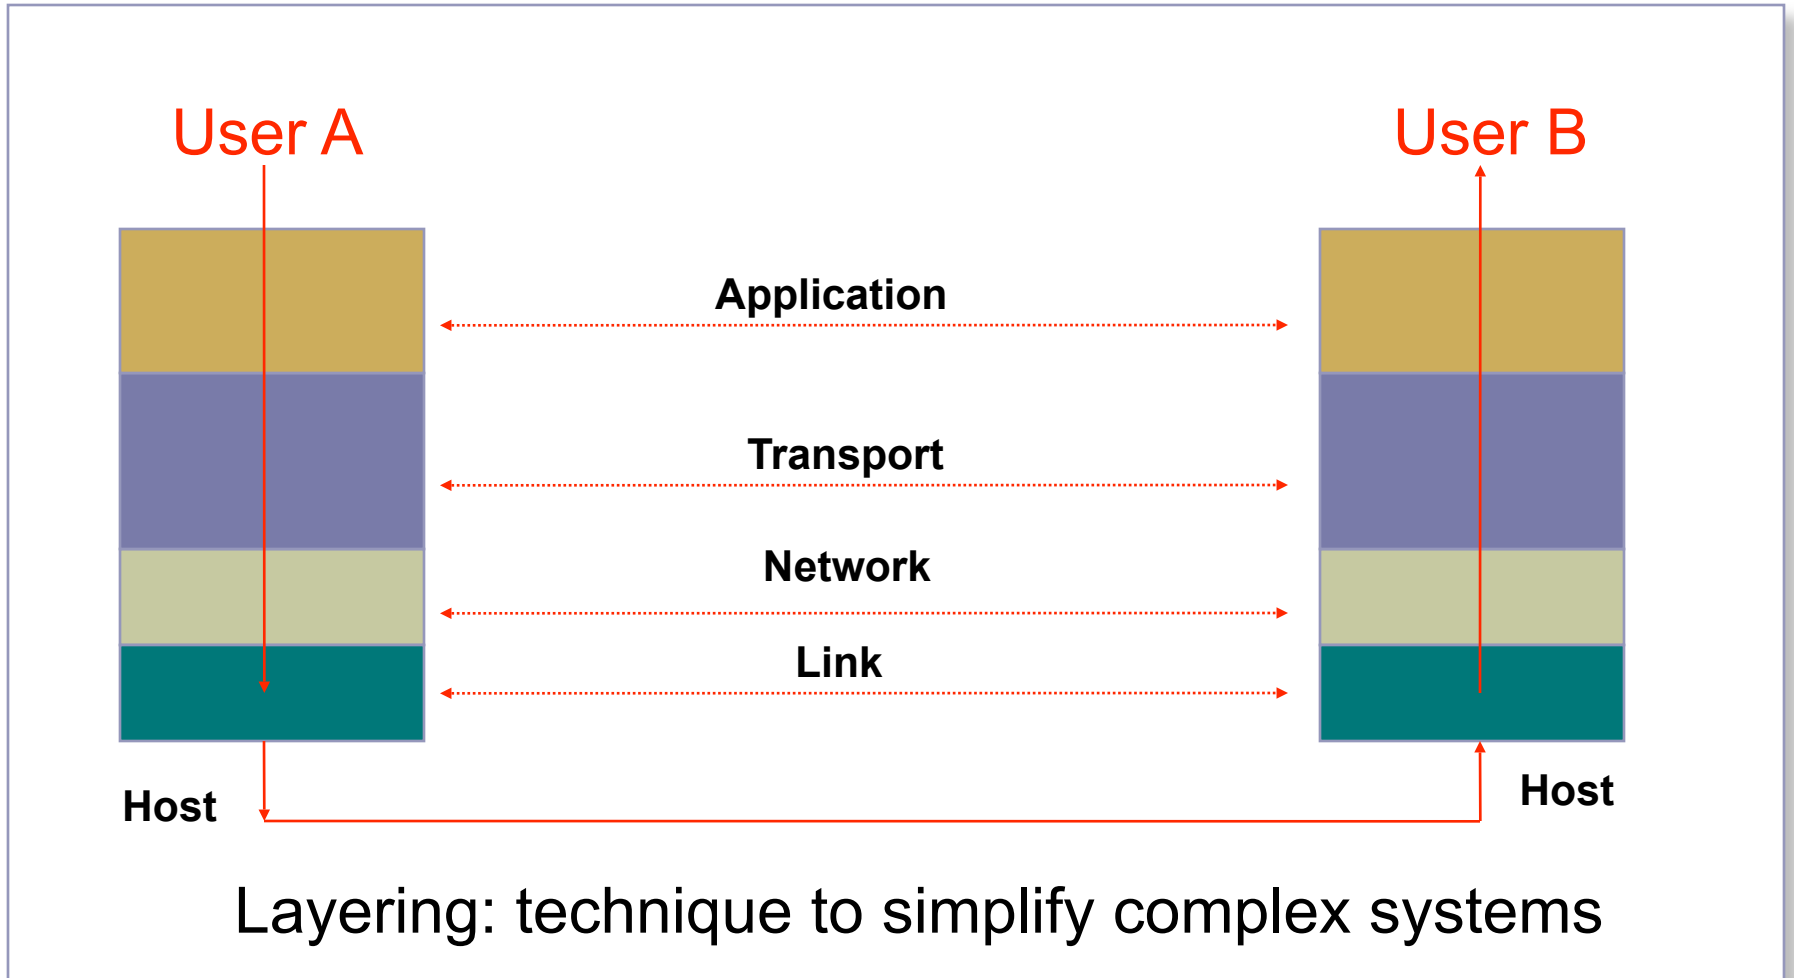 User A
User B
Application
Transport
Network
Link
Host
Host
Layering: technique to simplify complex systems